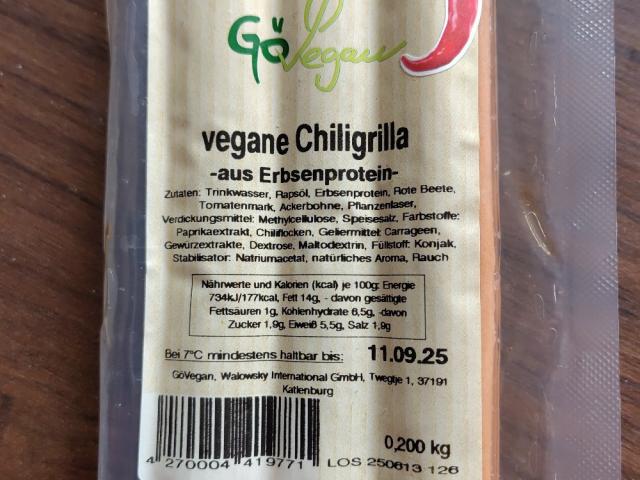 GöVegan
vegane Chiligrilla
-aus Erbsenprotein-
Zutaten: Trinkwasser, Rapsöl, Erbsenprotein, Rote Beete,
Tomatenmark, Ackerbohne, Pflanzenfaser,
Verdickungsmittel: Methylcellulose, Speisesalz, Farbstoffe:
Paprikaextrakt, Chiliflocken, Geliermittel: Carrageen,
Gewürzextrakte, Dextrose, Maltodextrin, Füllstoff: Konjak,
Stabilisator: Natriumacetat, natürliches Aroma, Rauch
Nährwerte und Kalorien (kcal) je 100g: Energie
734kJ/177kcal, Fett 14g, - davon gesättigte
Fettsäuren 1g, Kohlenhydrate 6,5g, -davon
Zucker 1,9g, Eiweiß 5,5g, Salz 1,9g
Bei 7°C mindestens haltbar bis: 11.09.25
GöVegan, Walowsky International GmbH, Twegtje 1, 37191
Katlenburg
0,200 kg
4 270004 419771 LOS 250613 126